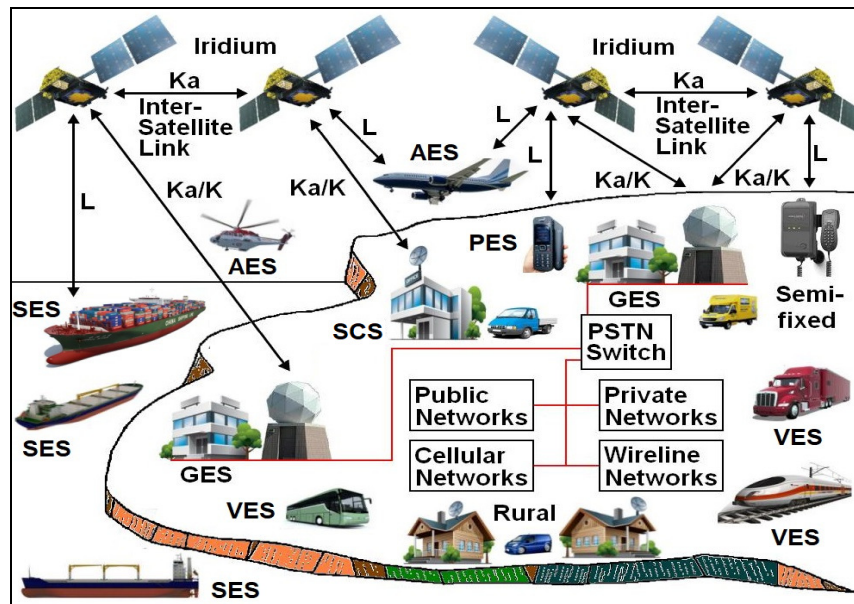 Iridium
Iridium
Ka
Inter-
Satellite
Link
Ka
Inter-
Satellite
Link
L
AES
L
L
L
L
Ka/K
Ka/K
Ka/K
Ka/K
AES
PES
GES
Semi-
fixed
SES
SCS
PSTN
Switch
Public
Networks
Private
Networks
SES
GES
Cellular
Networks
Wireline
Networks
VES
VES
Rural
VES
SES